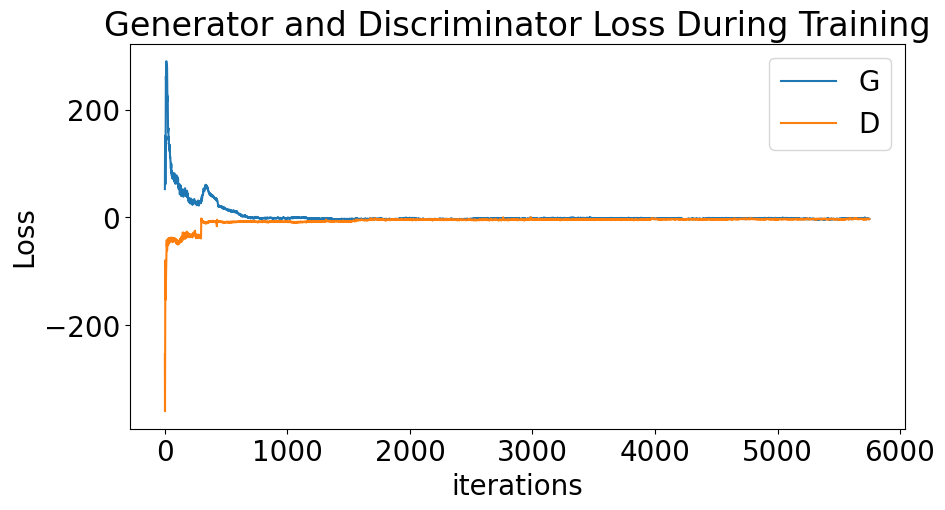 Generator and Discriminator Loss During Training
G
D
200
0
−200
Loss
0 1000 2000 3000 4000 5000 6000
iterations